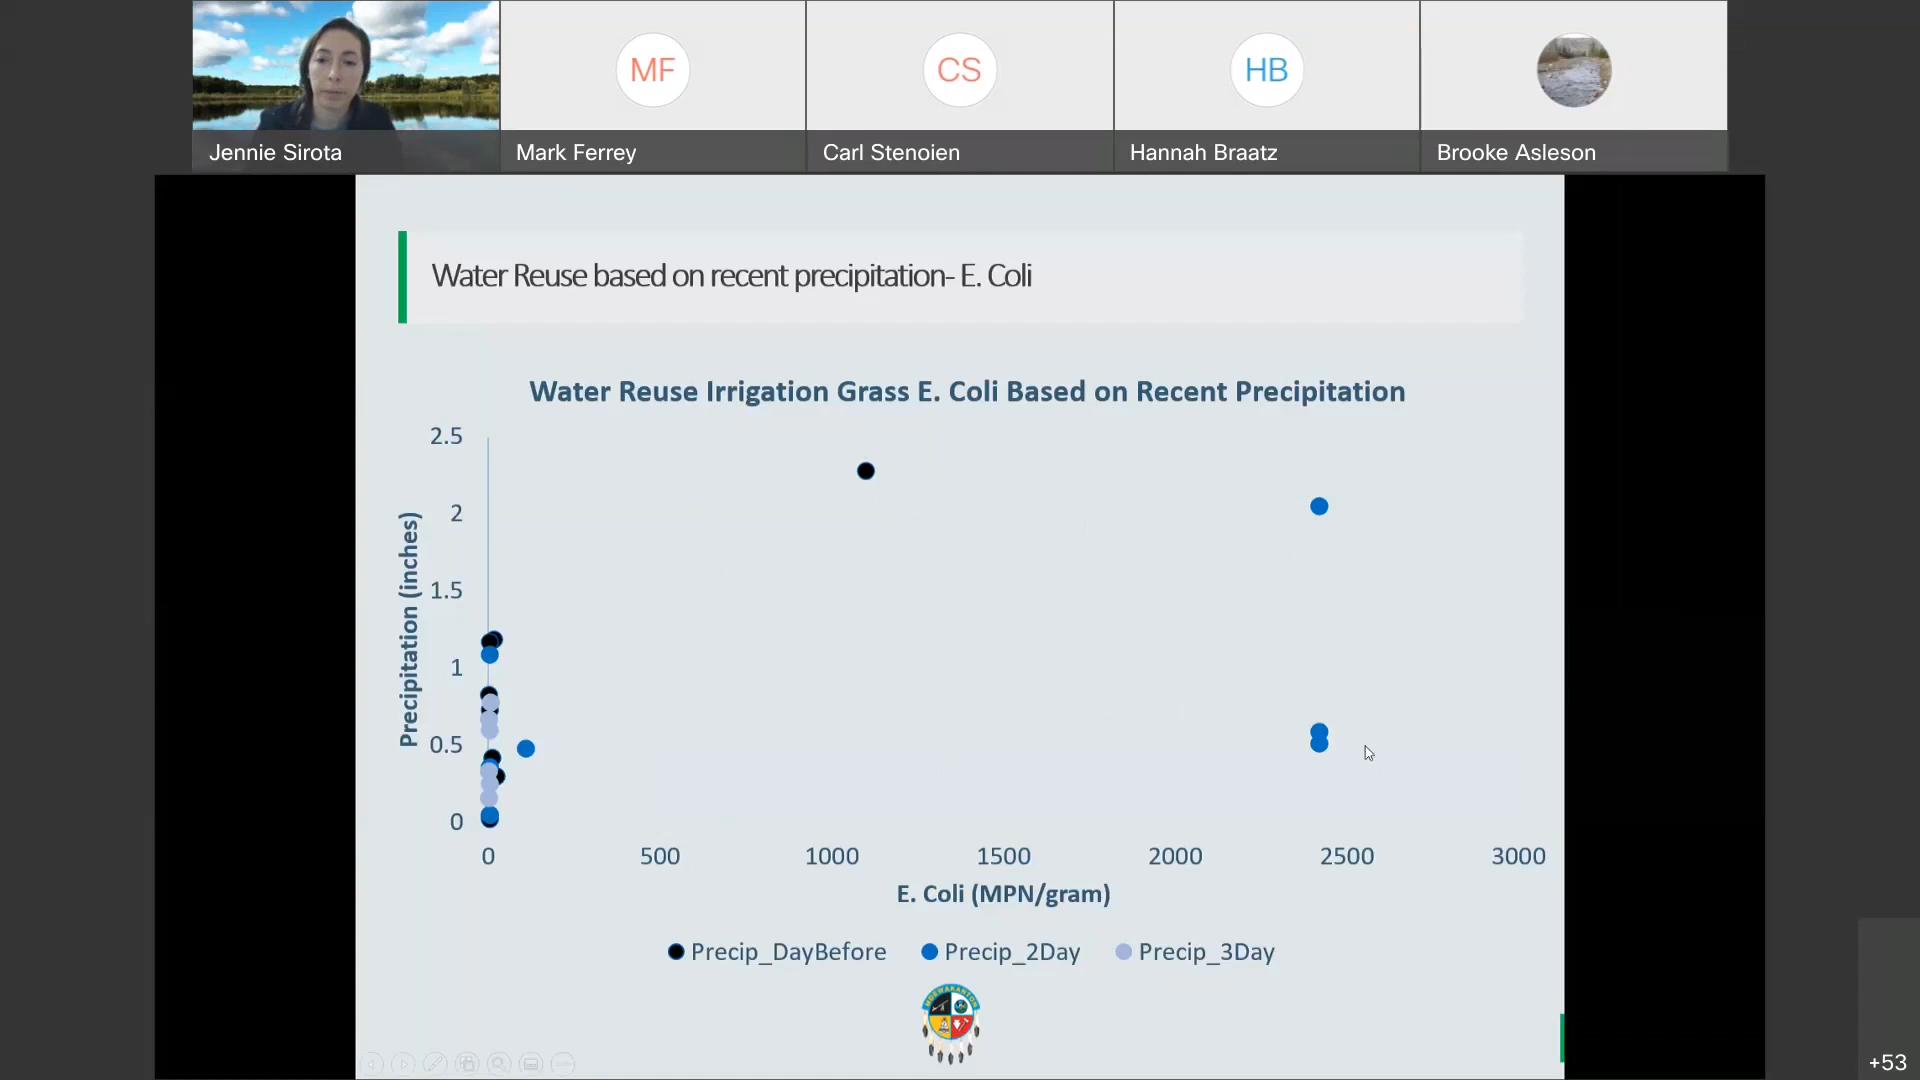 MF
CS
HB
Jennie Sirota
Mark Ferrey
Carl Stenoien
Hannah Braatz
Brooke Asleson
Water Reuse based on recent precipitation- E. Coli
Water Reuse Irrigation Grass E. Coli Based on Recent Precipitation
Precipitation (inches)
2.5
2
1.5
1
0.5
0
0 500 1000 1500 2000 2500 3000
E. Coli (MPN/gram)
Precip_DayBefore Precip_2Day Precip_3Day
+53